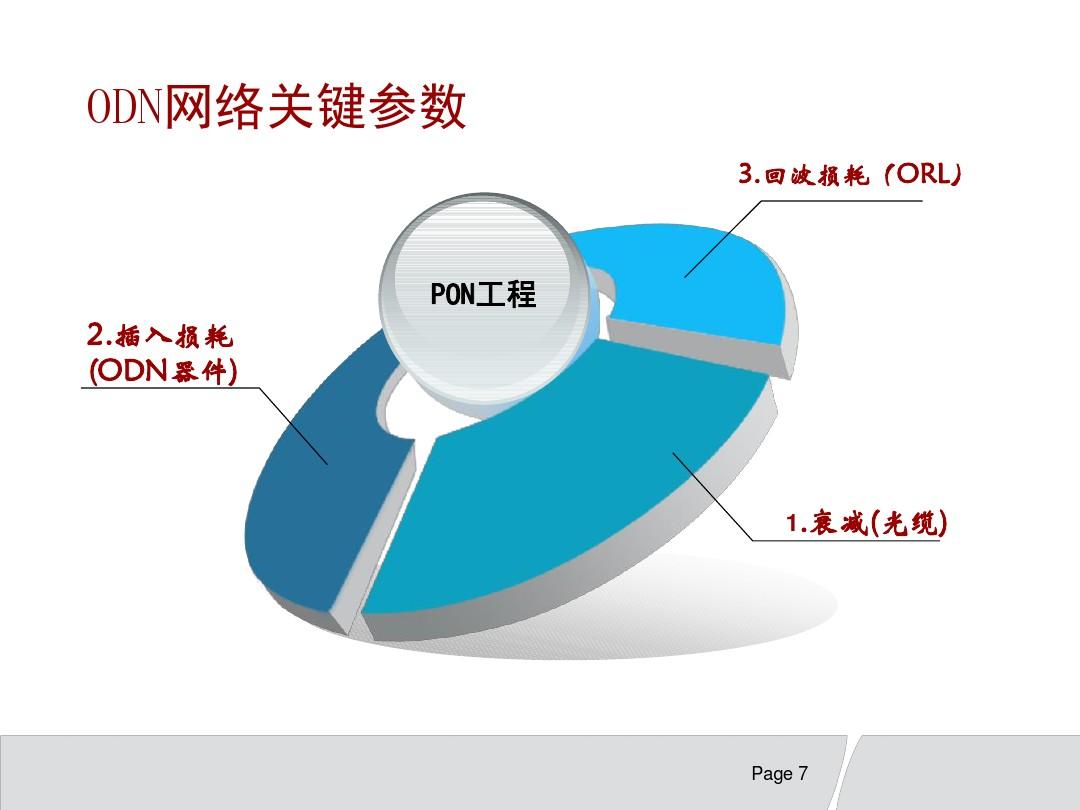 ODN网络关键参数
3.回波损耗（ORL）
PON工程
2.插入损耗
(ODN器件)
1.衰减(光缆)
Page 7